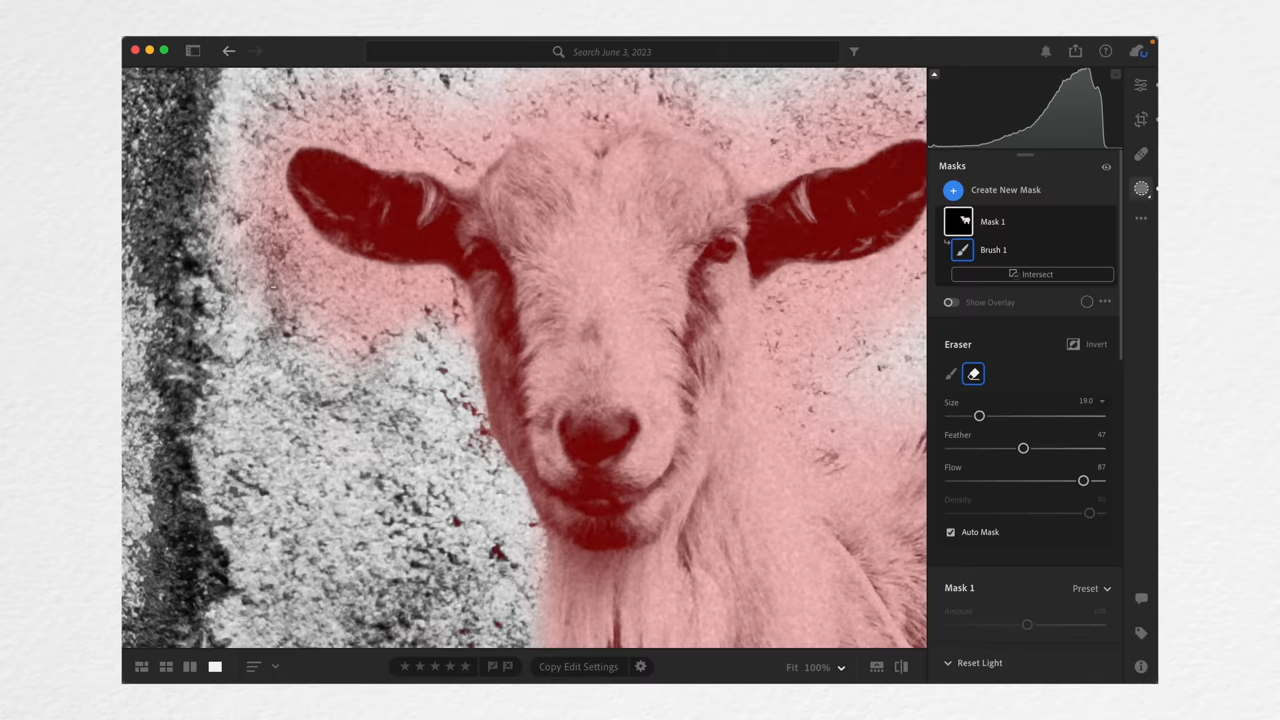 Search June 3, 2023
Masks
Create New Mask
Mask 1
Brush 1
Intersect
Show Overlay
Eraser
Invert
Size
19.0
Feather
47
Flow
87
Density
90
Auto Mask
Mask 1
Preset
Amount
100
Reset Light
Copy Edit Settings
Fit 100%